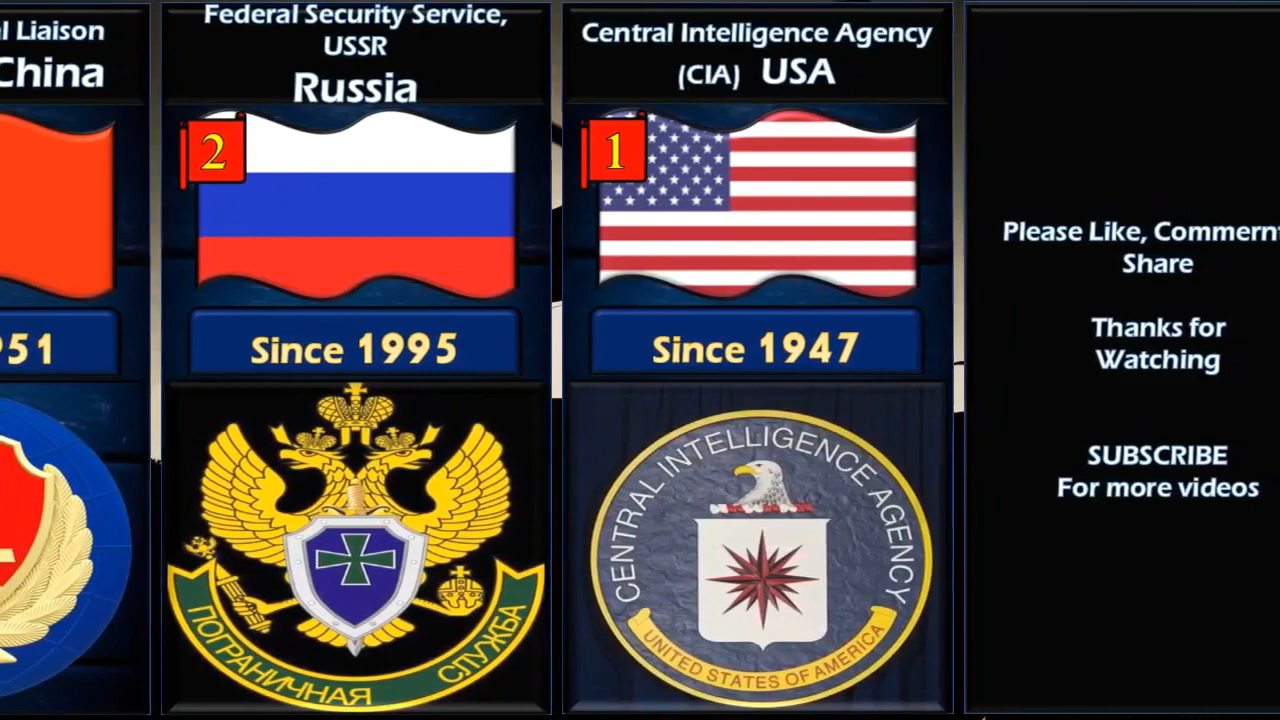 l Liaison
China
951
Federal Security Service,
USSR
Russia
2
Since 1995
ПОГРАНИЧНАЯ СЛУЖБА
Central Intelligence Agency
(CIA) USA
1
Since 1947
CENTRAL INTELLIGENCE AGENCY
UNITED STATES OF AMERICA
Please Like, Commernt
Share
Thanks for
Watching
SUBSCRIBE
For more videos